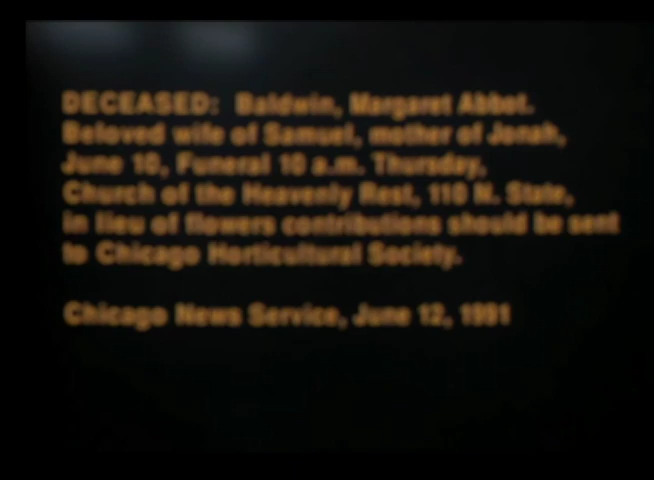 DECEASED: Baldwin, Margaret Abbot.
Beloved wife of Samuel, mother of Jonah,
June 10, Funeral 10 a.m. Thursday,
Church of the Heavenly Rest, 110 N. State,
in lieu of flowers contributions should be sent
to Chicago Horticultural Society.
Chicago News Service, June 12, 1991